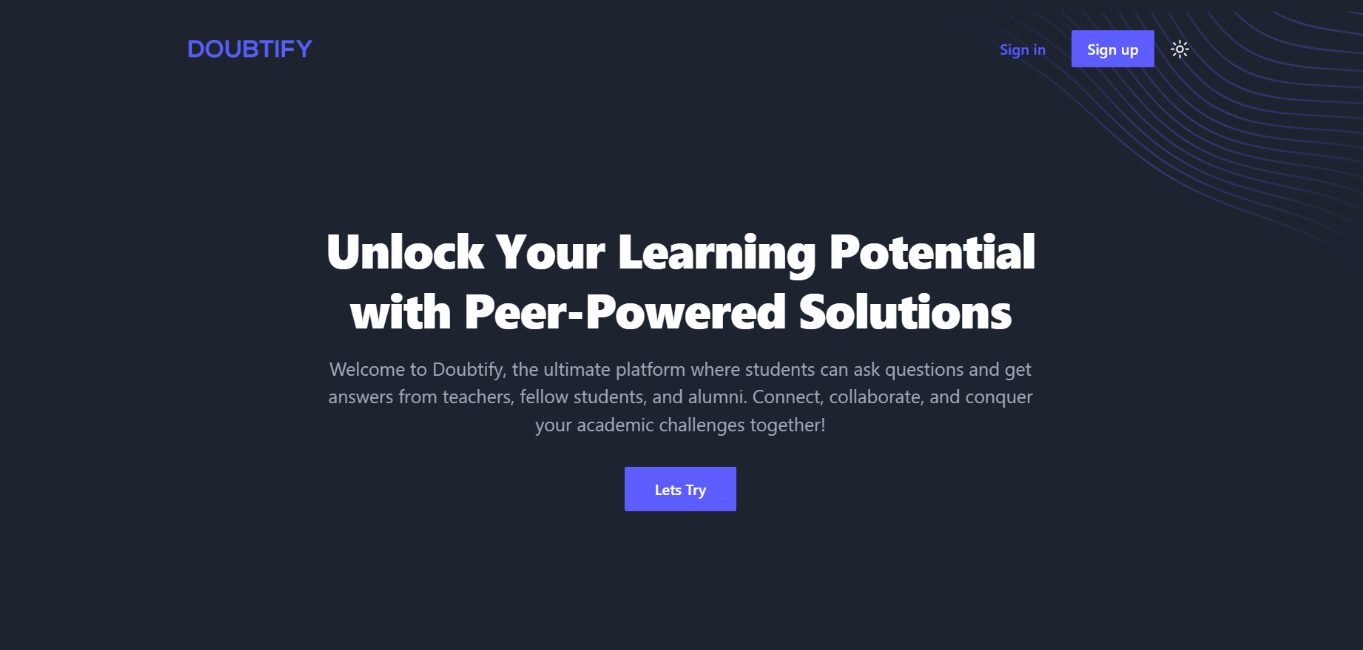 DOUBTIFY
Sign in
Sign up
Unlock Your Learning Potential
with Peer-Powered Solutions
Welcome to Doubtify, the ultimate platform where students can ask questions and get
answers from teachers, fellow students, and alumni. Connect, collaborate, and conquer
your academic challenges together!
Lets Try